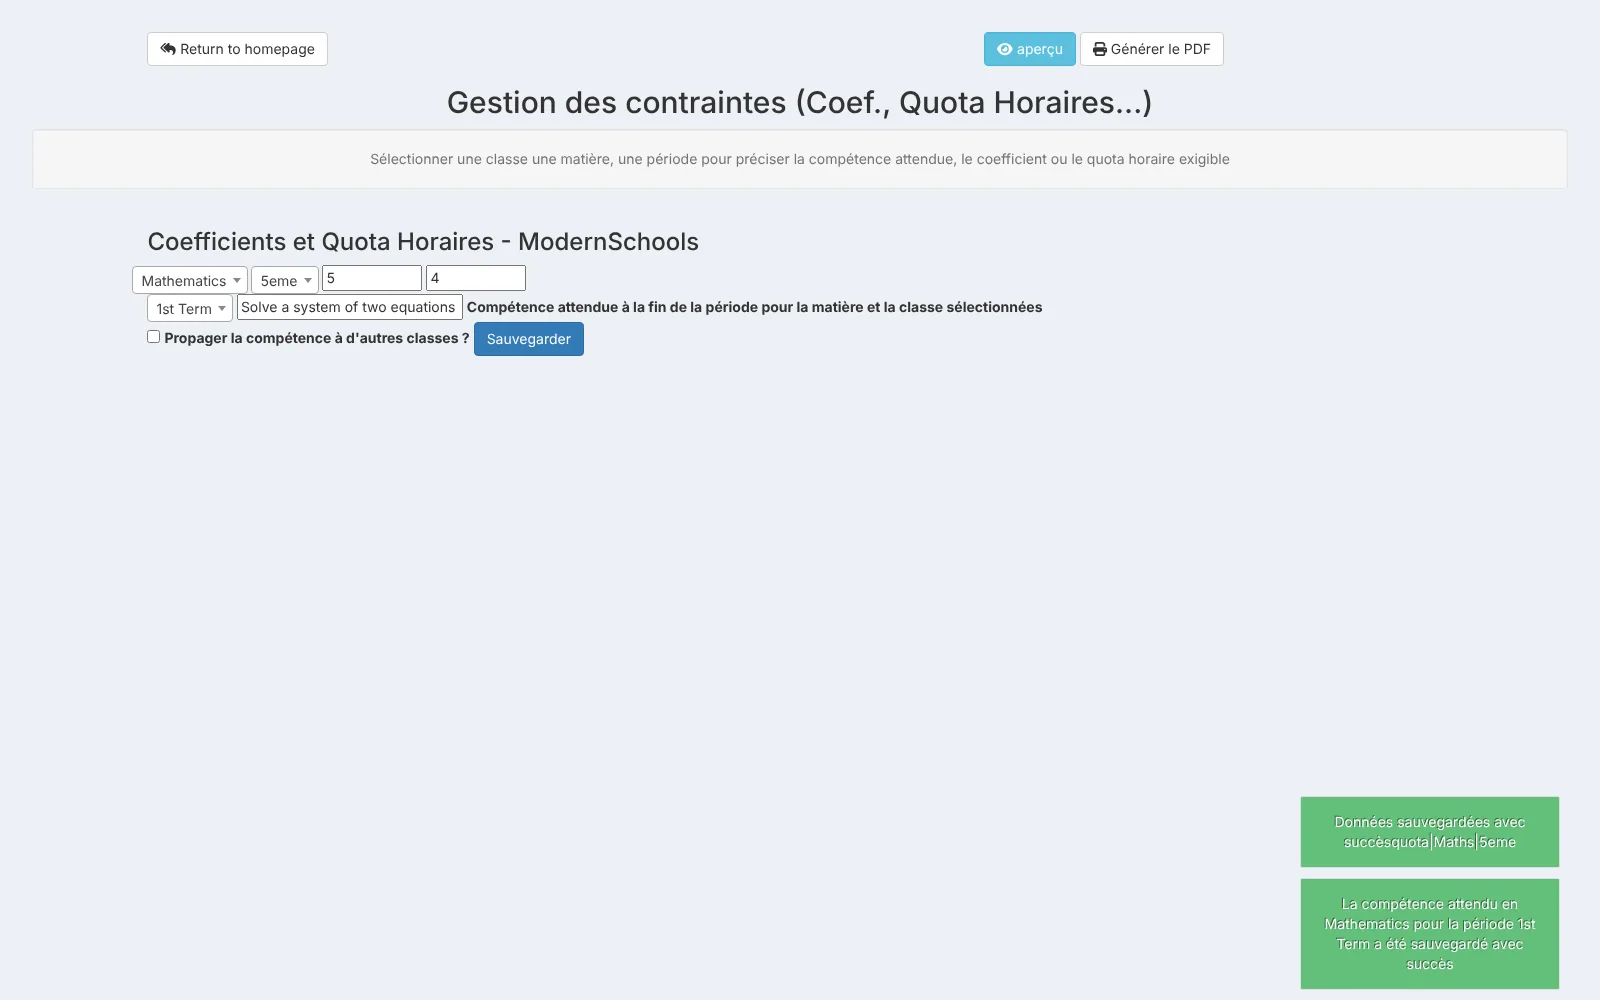 Return to homepage
aperçu
Générer le PDF
Gestion des contraintes (Coef., Quota Horaires...)
Sélectionner une classe une matière, une période pour préciser la compétence attendue, le coefficient ou le quota horaire exigible
Coefficients et Quota Horaires - ModernSchools
Mathematics 5eme 5 4
1st Term Solve a system of two equations Compétence attendue à la fin de la période pour la matière et la classe sélectionnées
Propager la compétence à d'autres classes ? Sauvegarder
Données sauvegardées avec
succèsquota|Maths|5eme
La compétence attendu en
Mathematics pour la période 1st
Term a été sauvegardé avec
succès